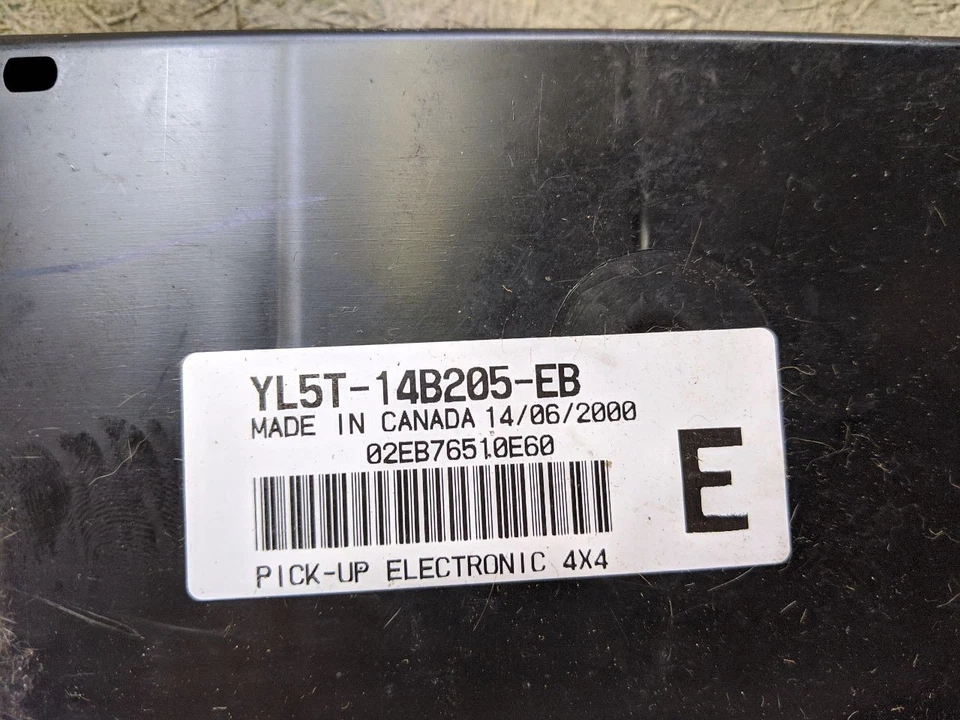 YL5T-14B205-EB
MADE IN CANADA 14/06/2000
02EB76510E60
E
PICK-UP ELECTRONIC 4X4